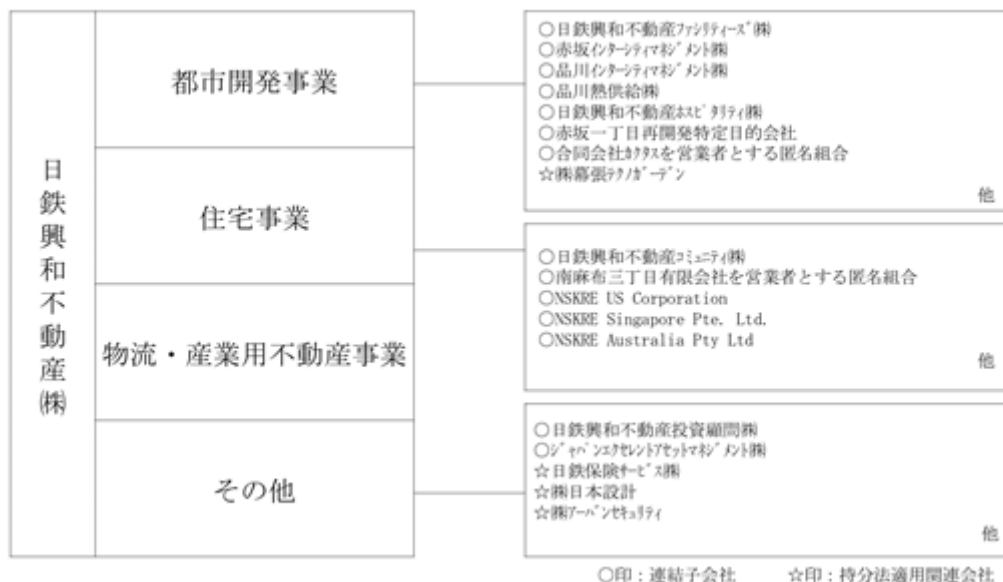 日鉄興和不動産㈱
都市開発事業
○日鉄興和不動産ﾌｧｼﾘﾃｨｰｽﾞ㈱
○赤坂ｲﾝﾀｰｼﾃｨﾏﾈｼﾞﾒﾝﾄ㈱
○品川ｲﾝﾀｰｼﾃｨﾏﾈｼﾞﾒﾝﾄ㈱
○品川熱供給㈱
○日鉄興和不動産ﾎｽﾋﾟﾀﾘﾃｨ㈱
○赤坂一丁目再開発特定目的会社
○合同会社ｶｸﾀｽを営業者とする匿名組合
☆㈱幕張ﾃｸﾉｶﾞｰﾃﾞﾝ
他
住宅事業
○日鉄興和不動産ｺﾐｭﾆﾃｨ㈱
○南麻布三丁目有限会社を営業者とする匿名組合
○NSKRE US Corporation
○NSKRE Singapore Pte. Ltd.
○NSKRE Australia Pty Ltd
他
物流・産業用不動産事業
その他
○日鉄興和不動産投資顧問㈱
○ｼﾞｬﾊﾟﾝｴｸｾﾚﾝﾄｱｾｯﾄﾏﾈｼﾞﾒﾝﾄ㈱
☆日鉄保険ｻｰﾋﾞｽ㈱
☆㈱日本設計
☆㈱ｱｰﾊﾞﾝｾｷｭﾘﾃｨ
他
○印：連結子会社　☆印：持分法適用関連会社